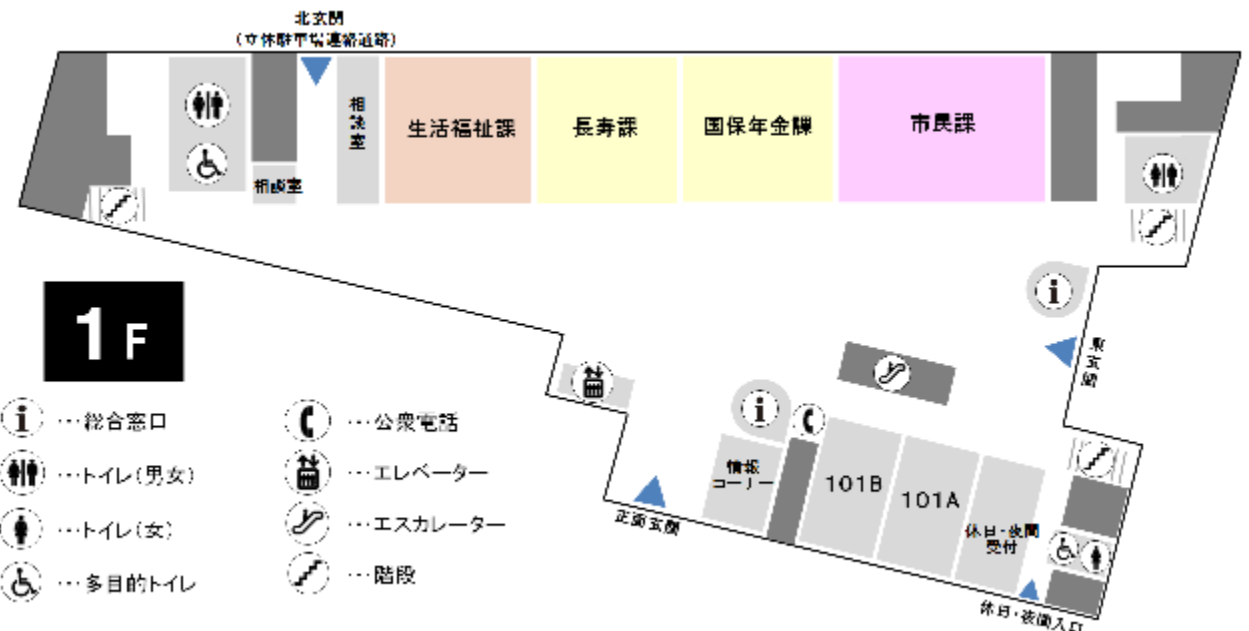 北玄関
(立体駐車場連絡通路)
相談室
生活福祉課
長寿課
国保年金課
市民課
相談室
1F
i
東玄関
i
情報
コーナー
101B
101A
休日・夜間
受付
正面玄関
休日・夜間入口
i …総合窓口
…トイレ(男女)
…トイレ(女)
…多目的トイレ
…公衆電話
…エレベーター
…エスカレーター
…階段